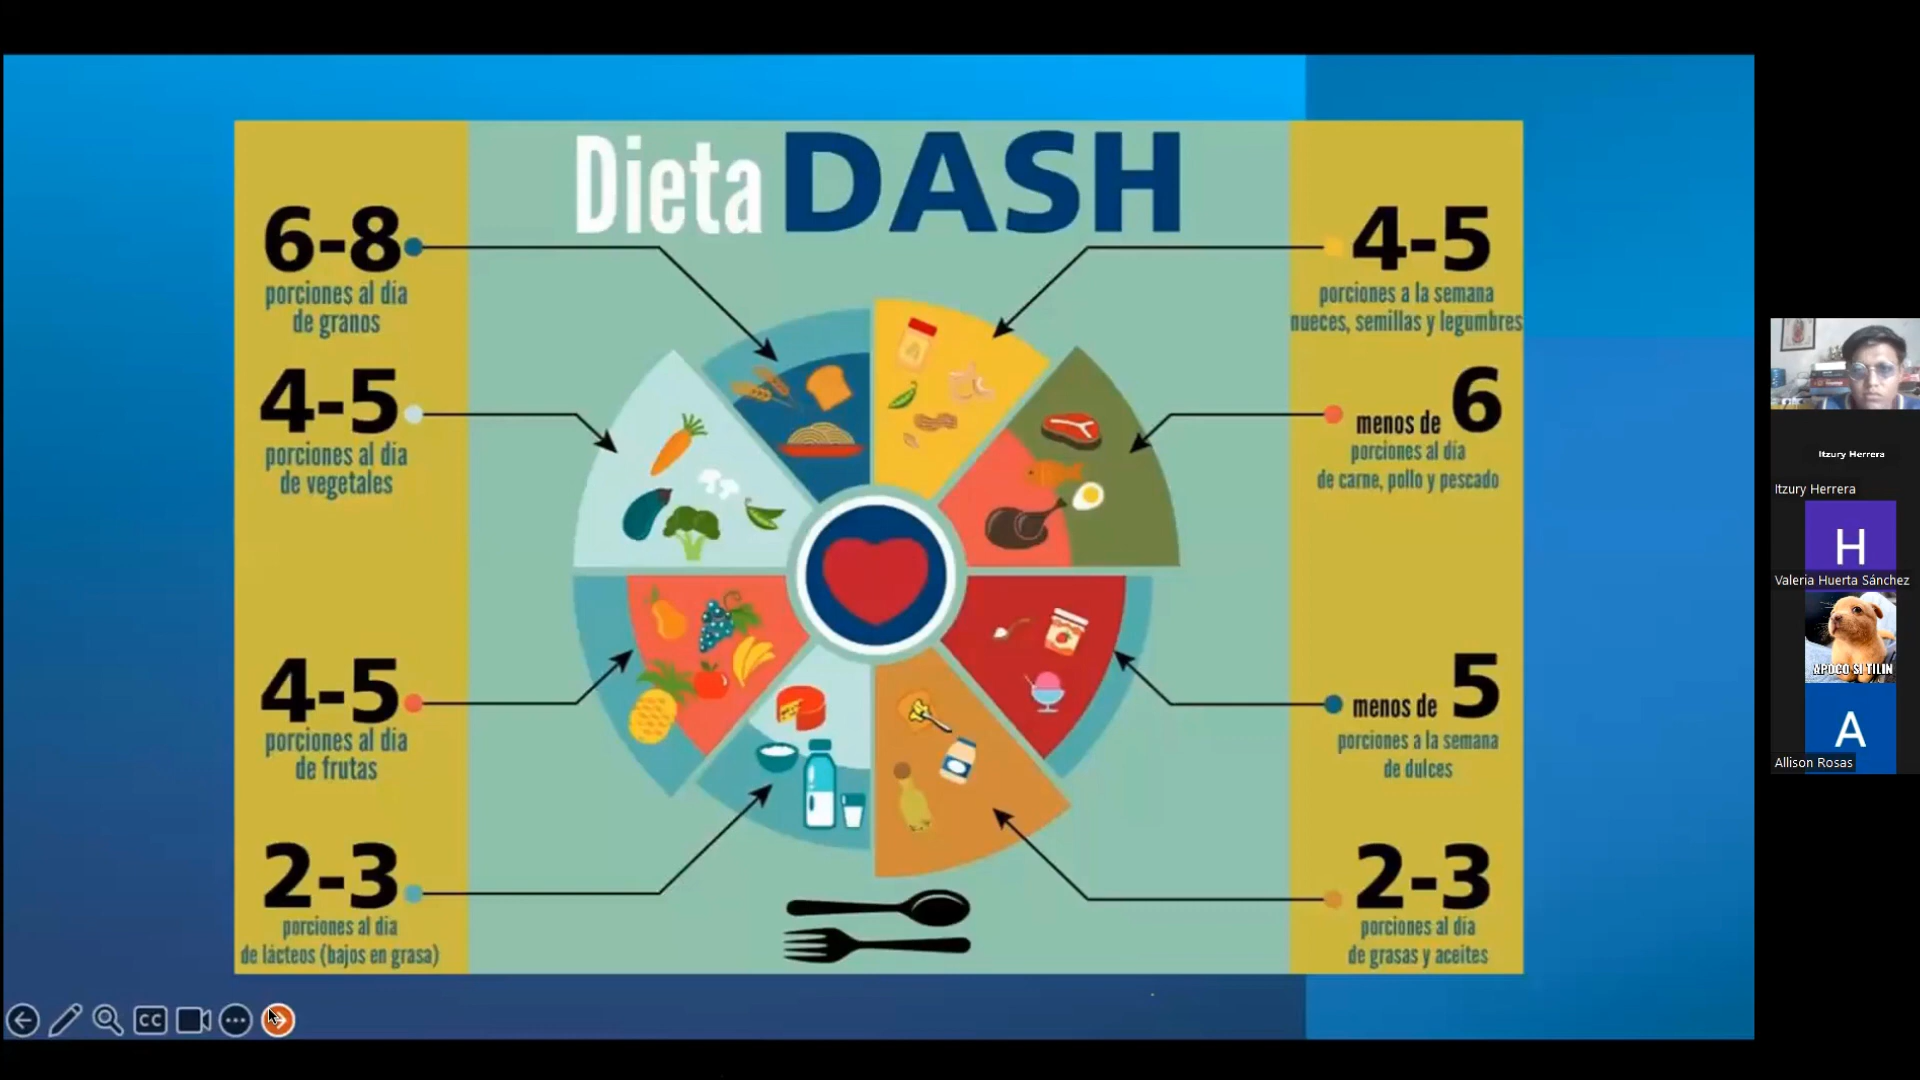 Dieta DASH
6-8
porciones al día
de granos
4-5
porciones al día
de vegetales
4-5
porciones al día
de frutas
2-3
porciones al día
de lácteos (bajos en grasa)
4-5
porciones a la semana
nueces, semillas y legumbres
menos de 6
porciones al día
de carne, pollo y pescado
menos de 5
porciones a la semana
de dulces
2-3
porciones al día
de grasas y aceites
CC
Itzury Herrera
Itzury Herrera
H
Valeria Huerta Sánchez
APOCO SI TILIN
A
Allison Rosas